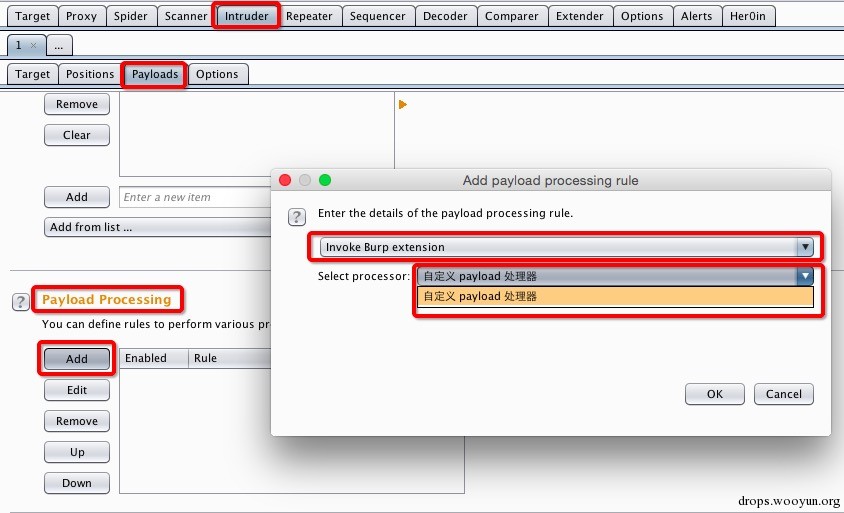 Target Proxy Spider Scanner Intruder Repeater Sequencer Decoder Comparer Extender Options Alerts Her0in
1 × ...
Target Positions Payloads Options
Remove
Clear
Add Enter a new item
Add from list ...
Add payload processing rule
? Enter the details of the payload processing rule.
Invoke Burp extension
Select processor: 自定义 payload 处理器
自定义 payload 处理器
OK Cancel
? Payload Processing
You can define rules to perform various pr
Add Enabled Rule
Edit
Remove
Up
Down
drops.wooyun.org